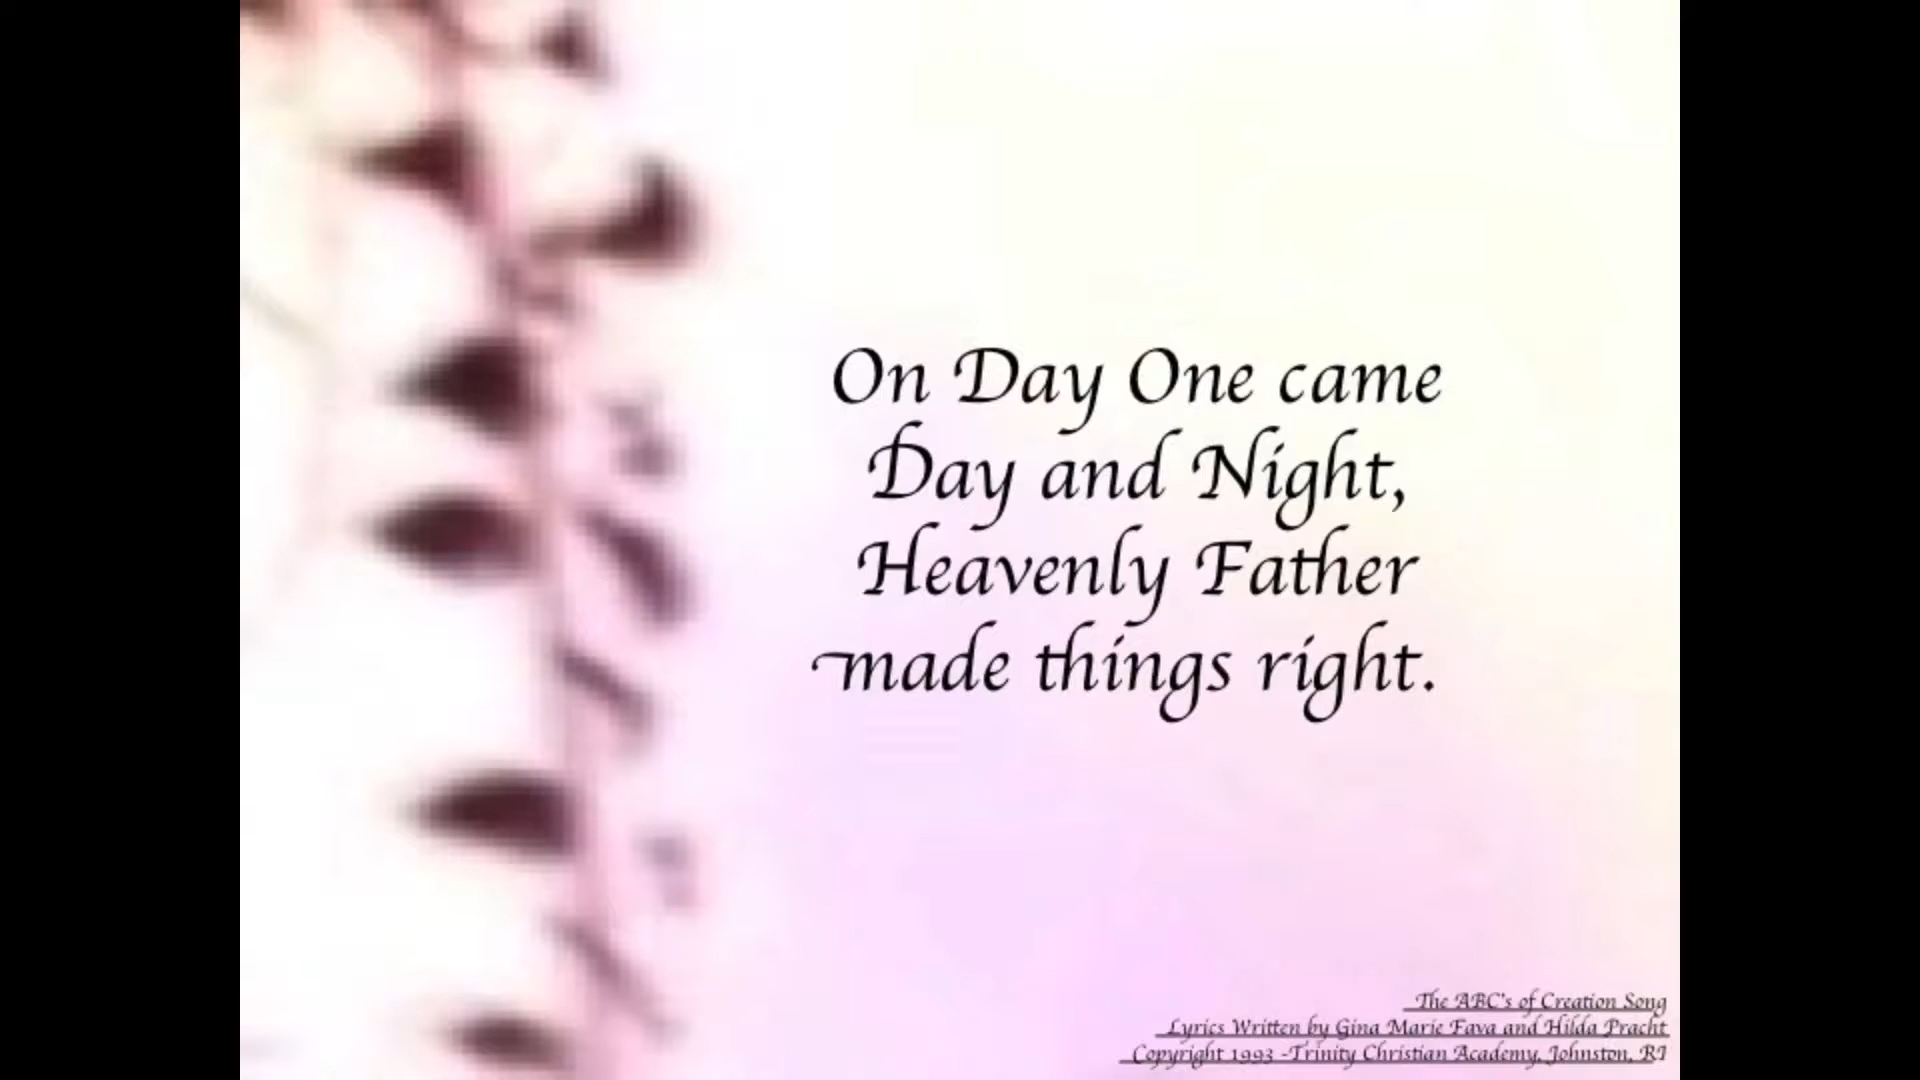 On Day One came
Day and Night,
Heavenly Father
made things right.
The ABC's of Creation Song
Lyrics Written by Gina Marie Fava and Hilda Pracht
Copyright 1993 -Trinity Christian Academy, Johnston, RI